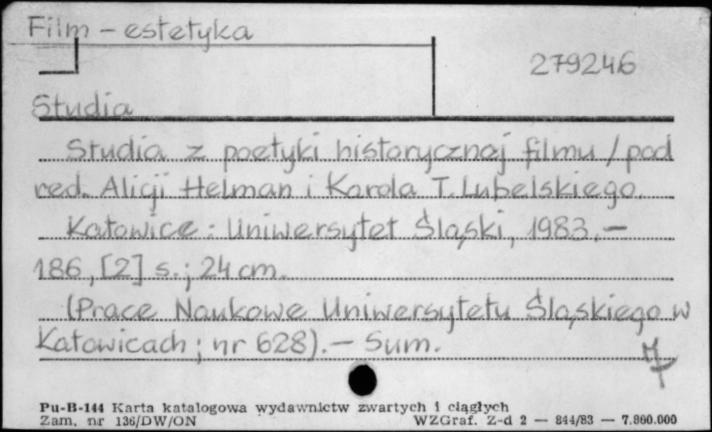 Film – estetyka
279246
Studia
Studia z poetyki historycznej filmu / pod
red. Alicji Helman i Karola T. Lubelskiego.
Katowice : Uniwersytet Śląski, 1983. –
186, [2] s. ; 24 cm.
(Prace Naukowe Uniwersytetu Śląskiego w
Katowicach ; nr 628). – Sum.
Pu-B-144 Karta katalogowa wydawnictw zwartych i ciągłych
Zam. nr 136/DW/ON WZGraf. Z-d 2 — 844/83 — 7.860.000